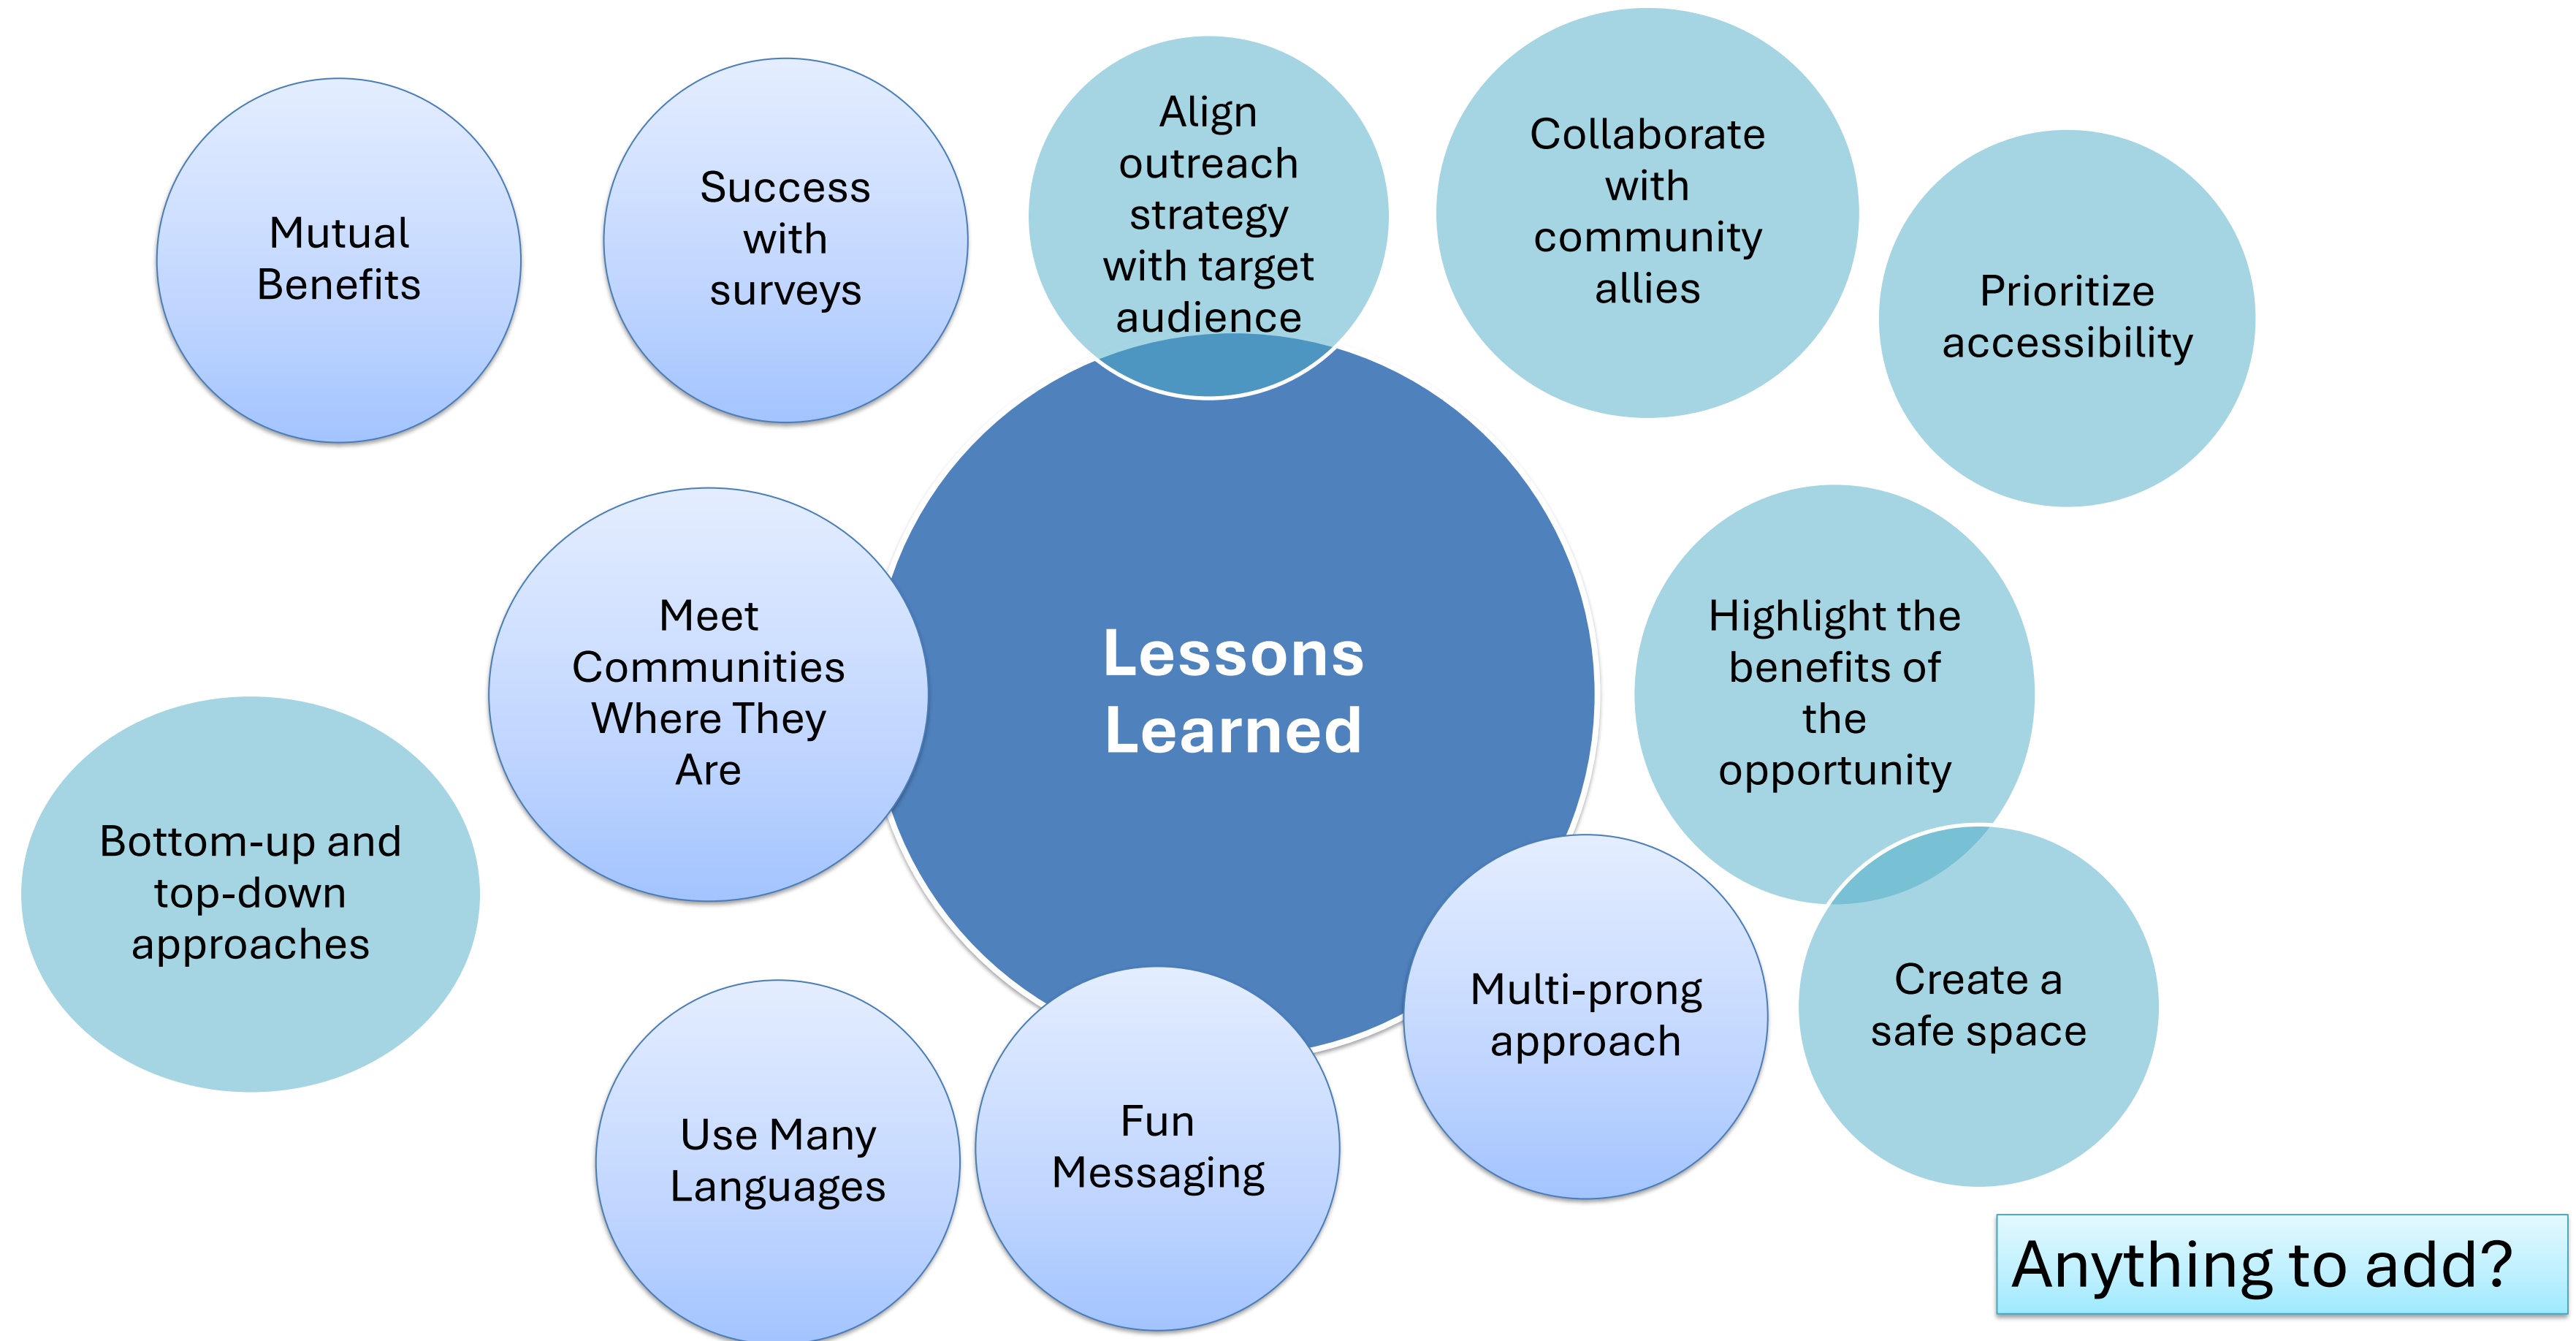 Mutual
Benefits
Success
with
surveys
Align
outreach
strategy
with target
audience
Collaborate
with
community
allies
Prioritize
accessibility
Meet
Communities
Where They
Are
Lessons
Learned
Highlight the
benefits of
the
opportunity
Bottom-up and
top-down
approaches
Use Many
Languages
Fun
Messaging
Multi-prong
approach
Create a
safe space
Anything to add?